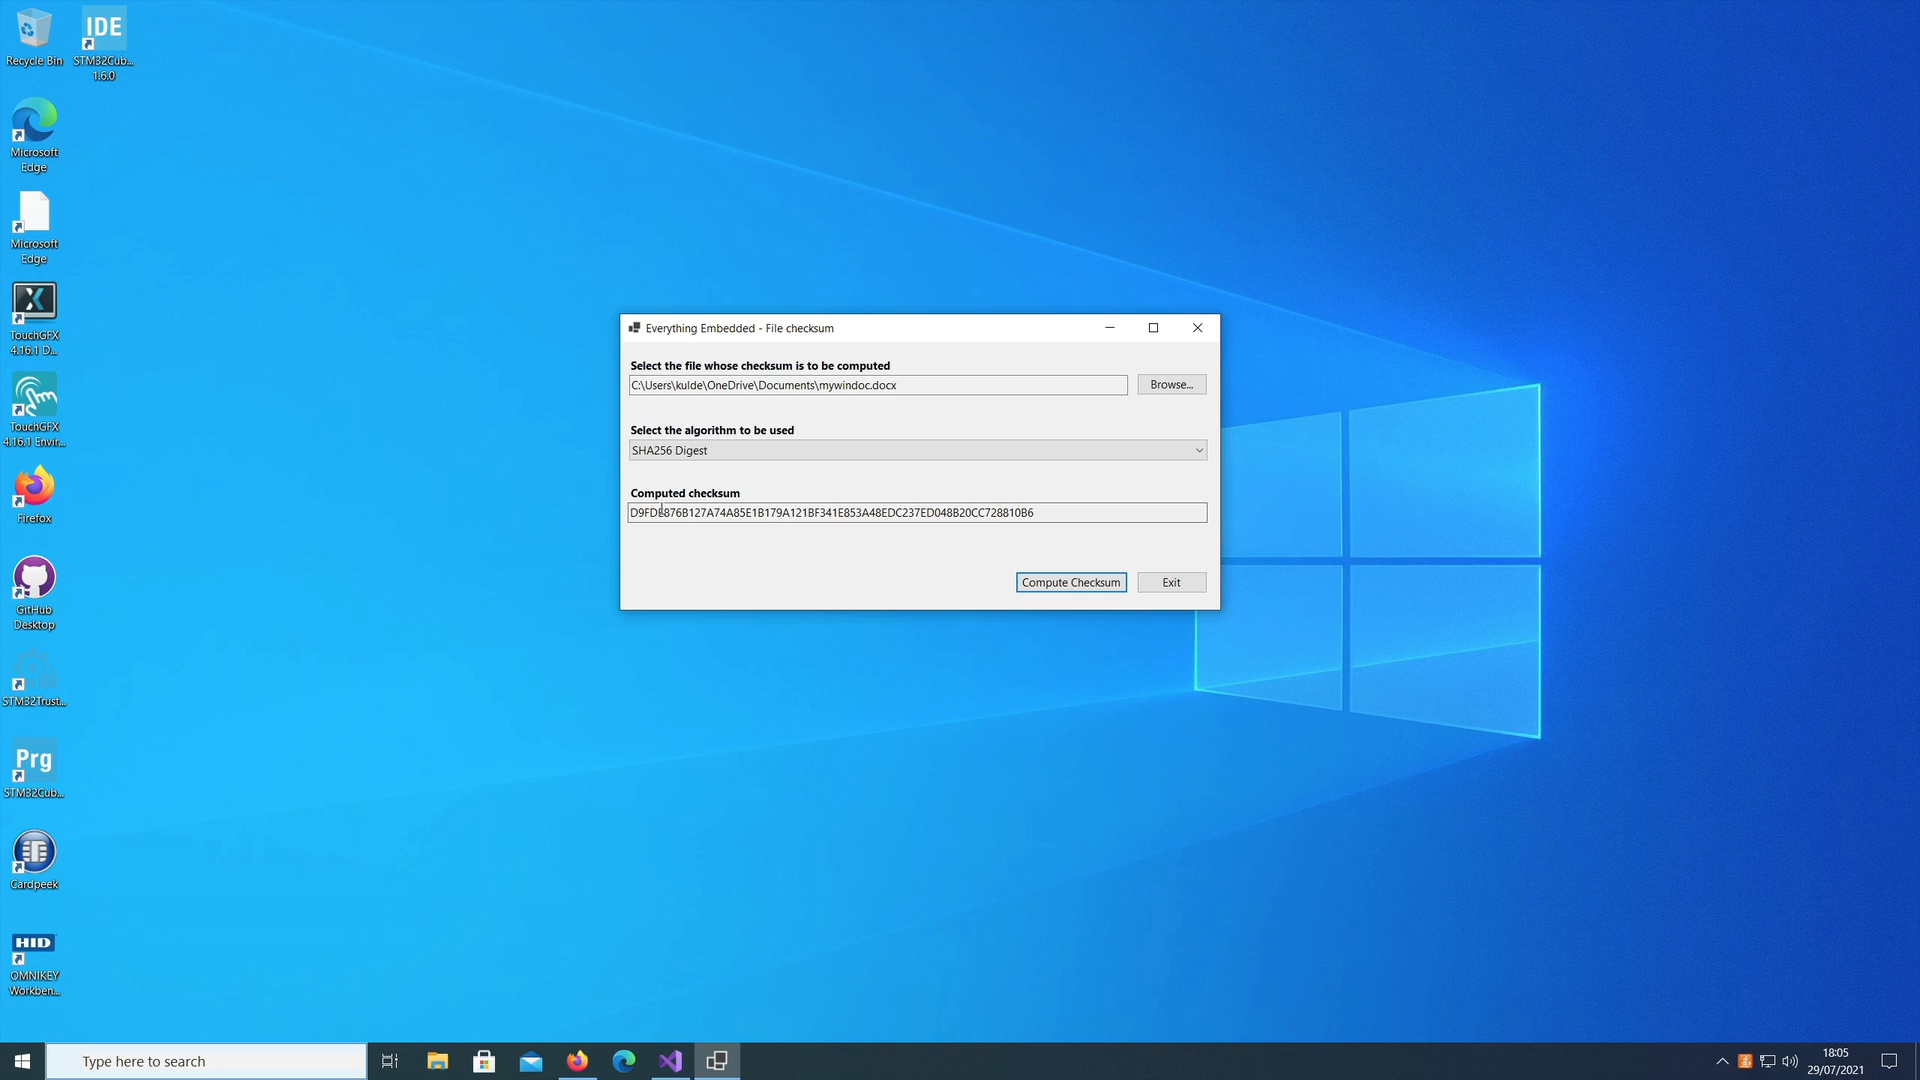 Recycle Bin
IDE
STM32Cub...
1.6.0
Microsoft
Edge
Microsoft
Edge
TouchGFX
4.16.1 D...
TouchGFX
4.16.1 Envir...
Firefox
GitHub
Desktop
STM32Trust...
Prg
STM32Cub...
Cardpeek
HID
OMNIKEY
Workben...
Everything Embedded - File checksum
Select the file whose checksum is to be computed
C:\Users\kulde\OneDrive\Documents\mywindoc.docx
Browse...
Select the algorithm to be used
SHA256 Digest
Computed checksum
Compute Checksum
Exit
Type here to search
18:05
29/07/2021